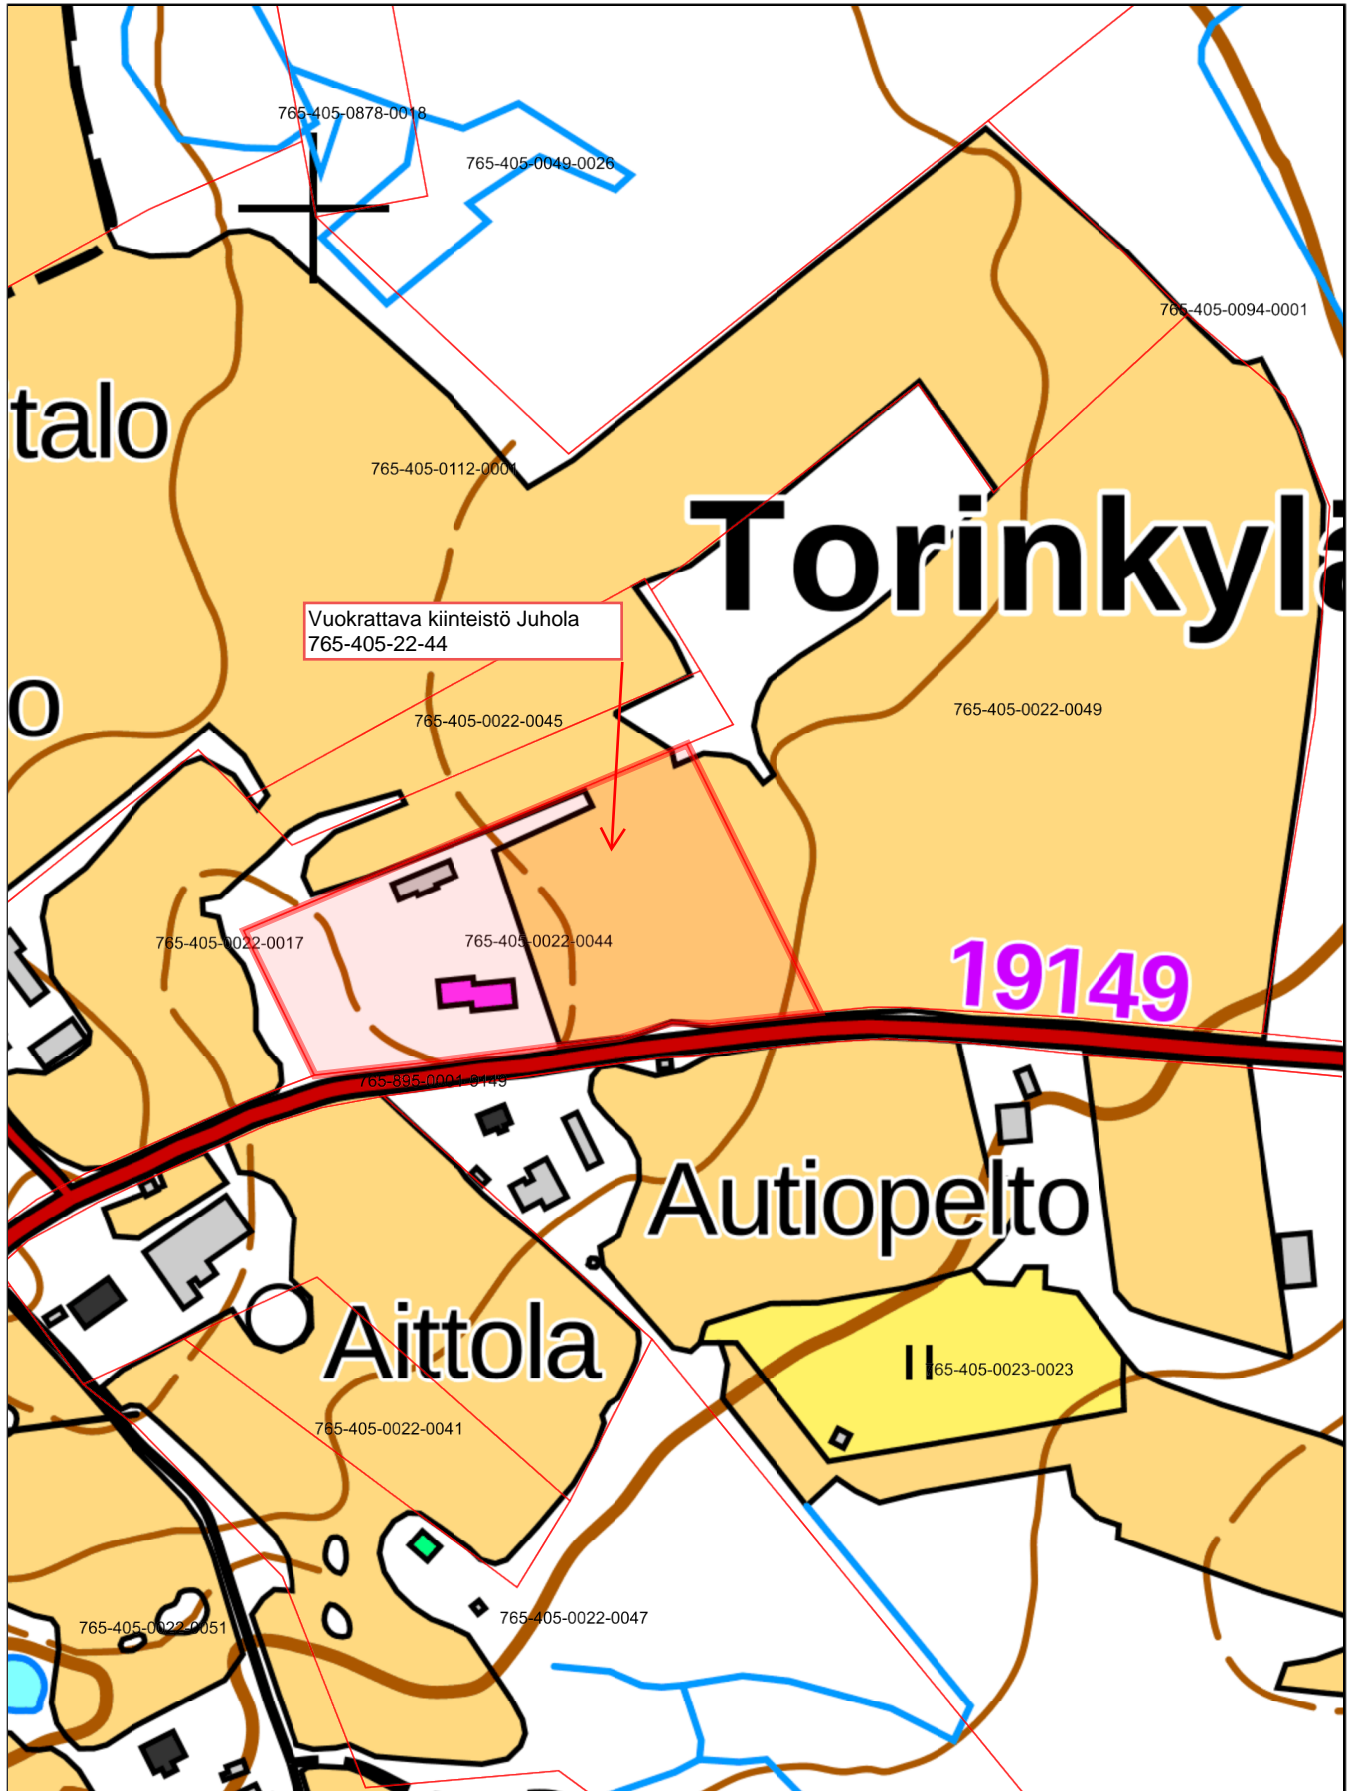 765-405-0878-0018
765-405-0049-0026
765-405-0094-0001
talo
765-405-0112-0001
Torinkylä
Vuokrattava kiinteistö Juhola
765-405-22-44
o
765-405-0022-0045
765-405-0022-0049
765-405-0022-0017
765-405-0022-0044
19149
765-895-0001-9149
Autiopelto
Aittola
765-405-0023-0023
765-405-0022-0041
765-405-0022-0047
765-405-0022-0051